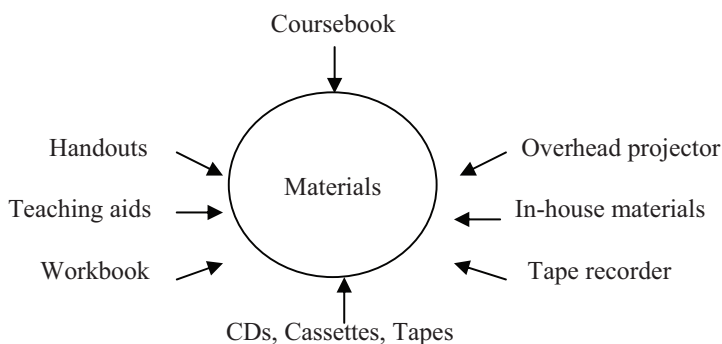 Coursebook
Handouts
Overhead projector
Teaching aids
Materials
In-house materials
Workbook
Tape recorder
CDs, Cassettes, Tapes